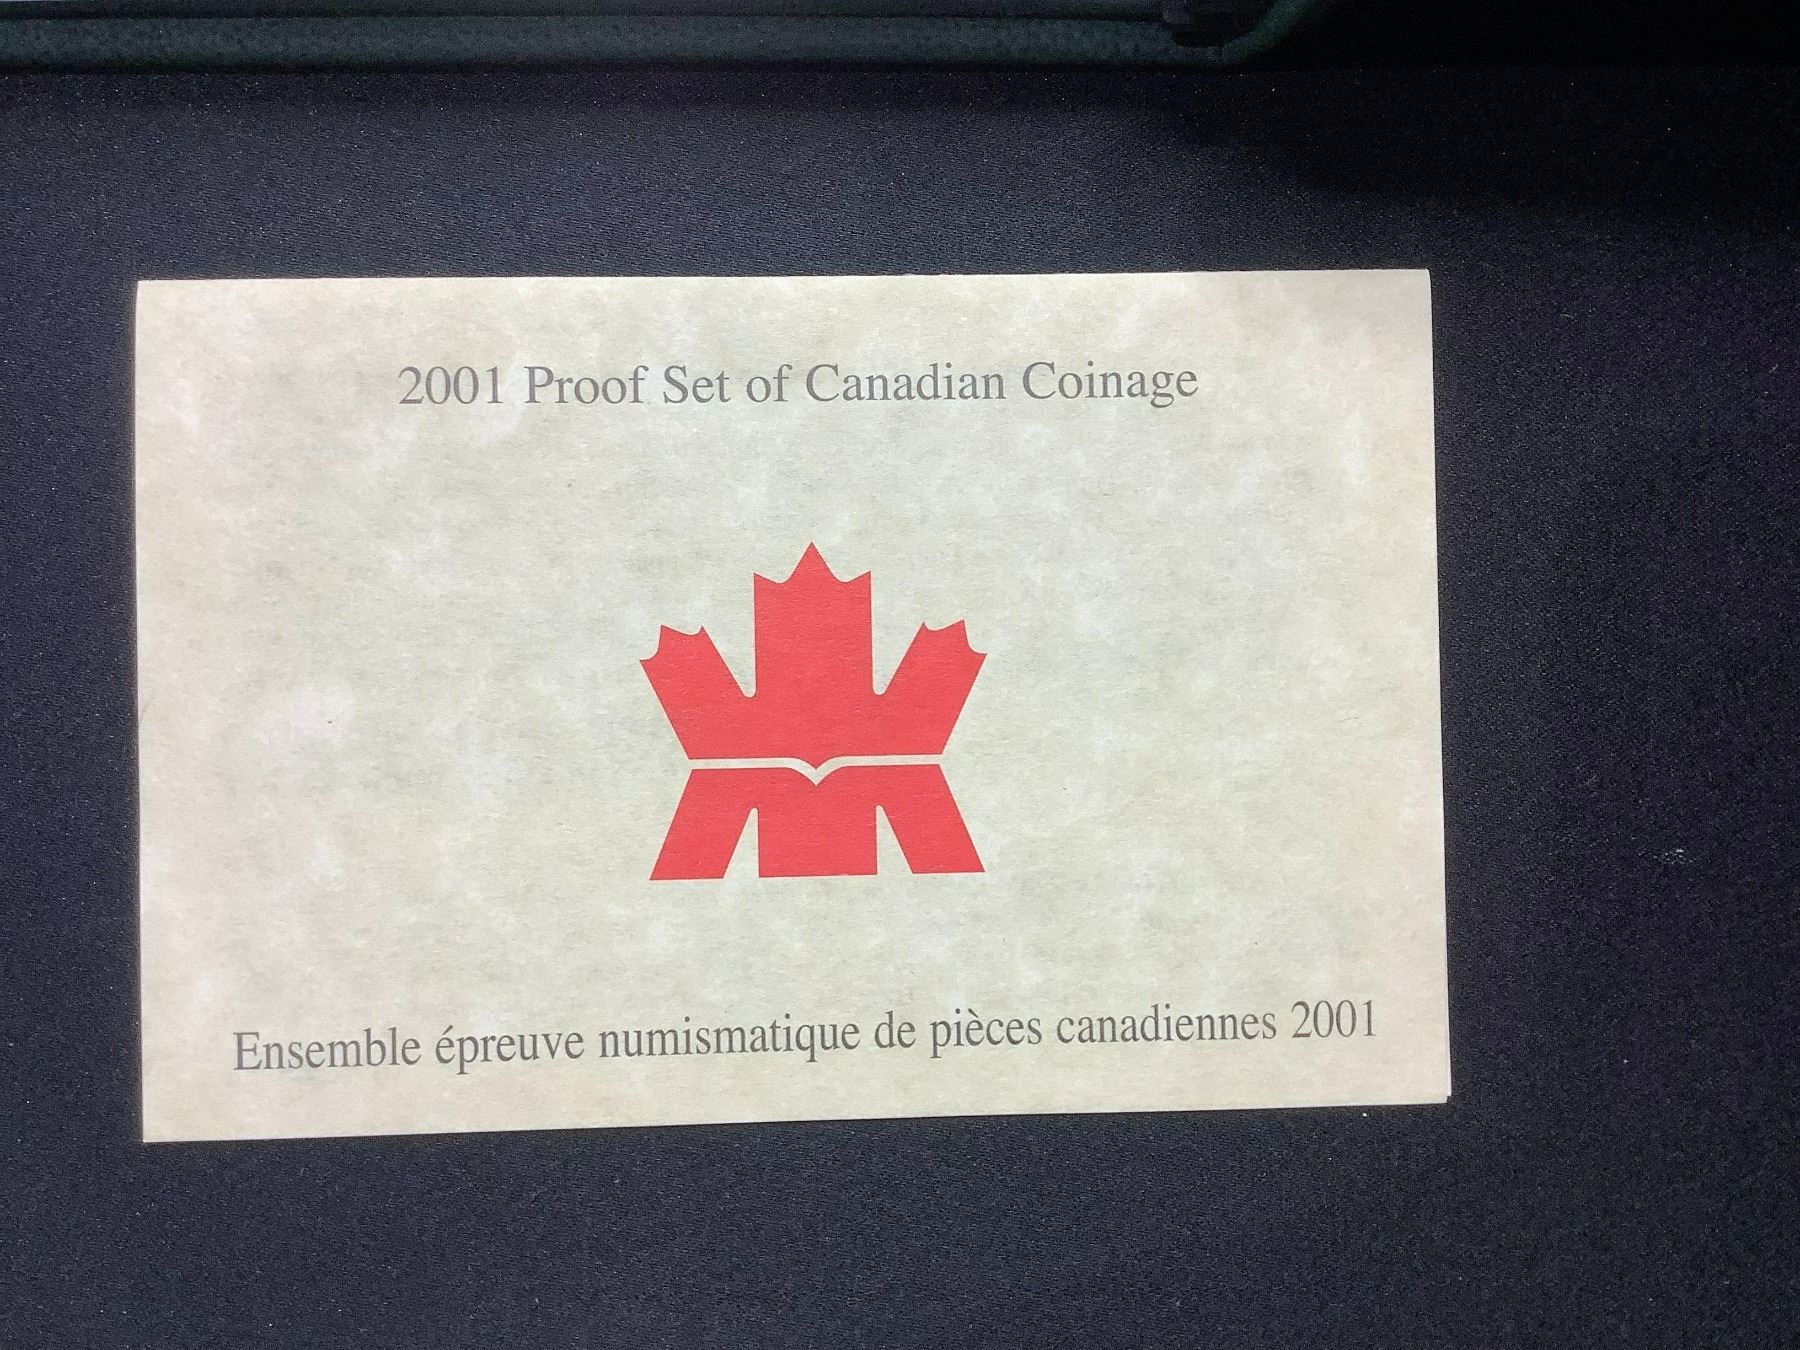 2001 Proof Set of Canadian Coinage
Ensemble épreuve numismatique de pièces canadiennes 2001